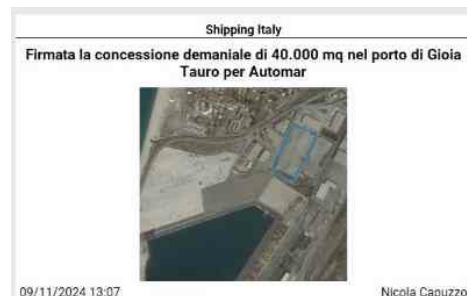 Shipping Italy
Firmata la concessione demaniale di 40.000 mq nel porto di Gioia
Tauro per Automar
09/11/2024 13:07
Nicola Capuzzo